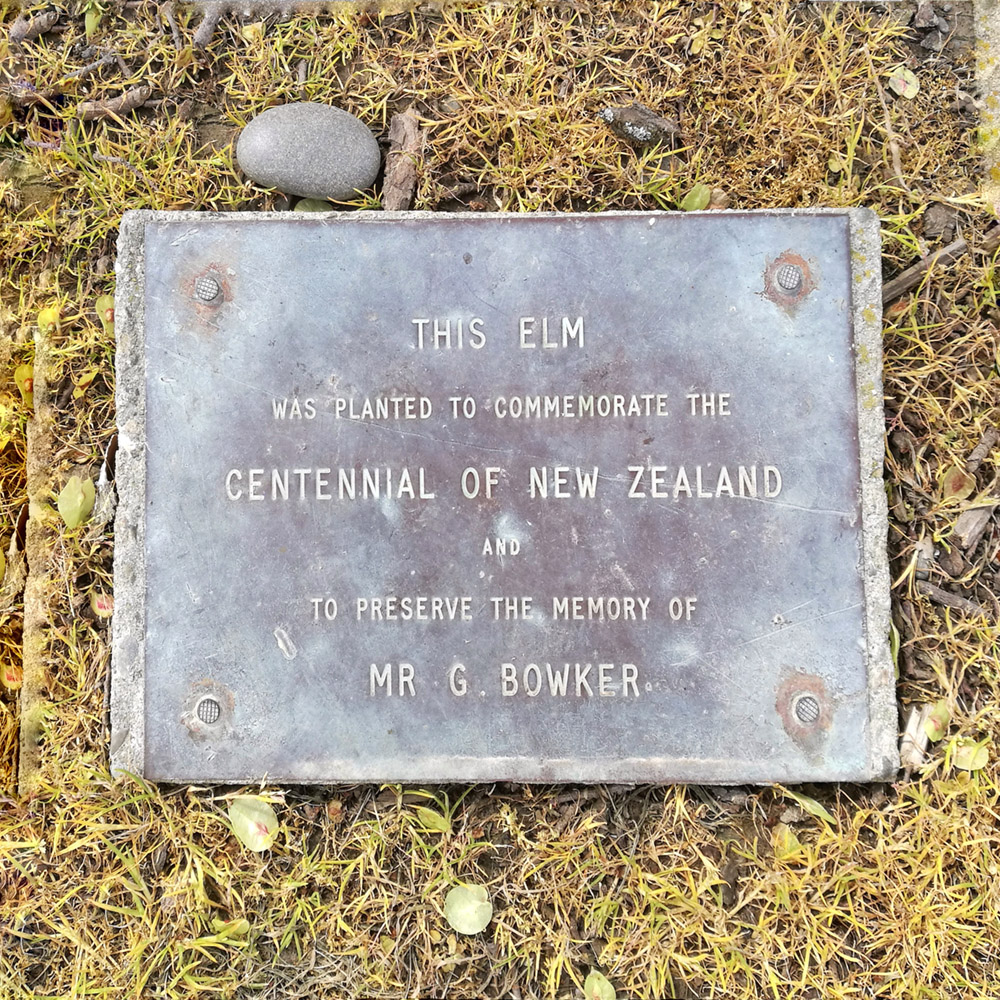 THIS ELM
WAS PLANTED TO COMMEMORATE THE
CENTENNIAL OF NEW ZEALAND
AND
TO PRESERVE THE MEMORY OF
MR G. BOWKER.